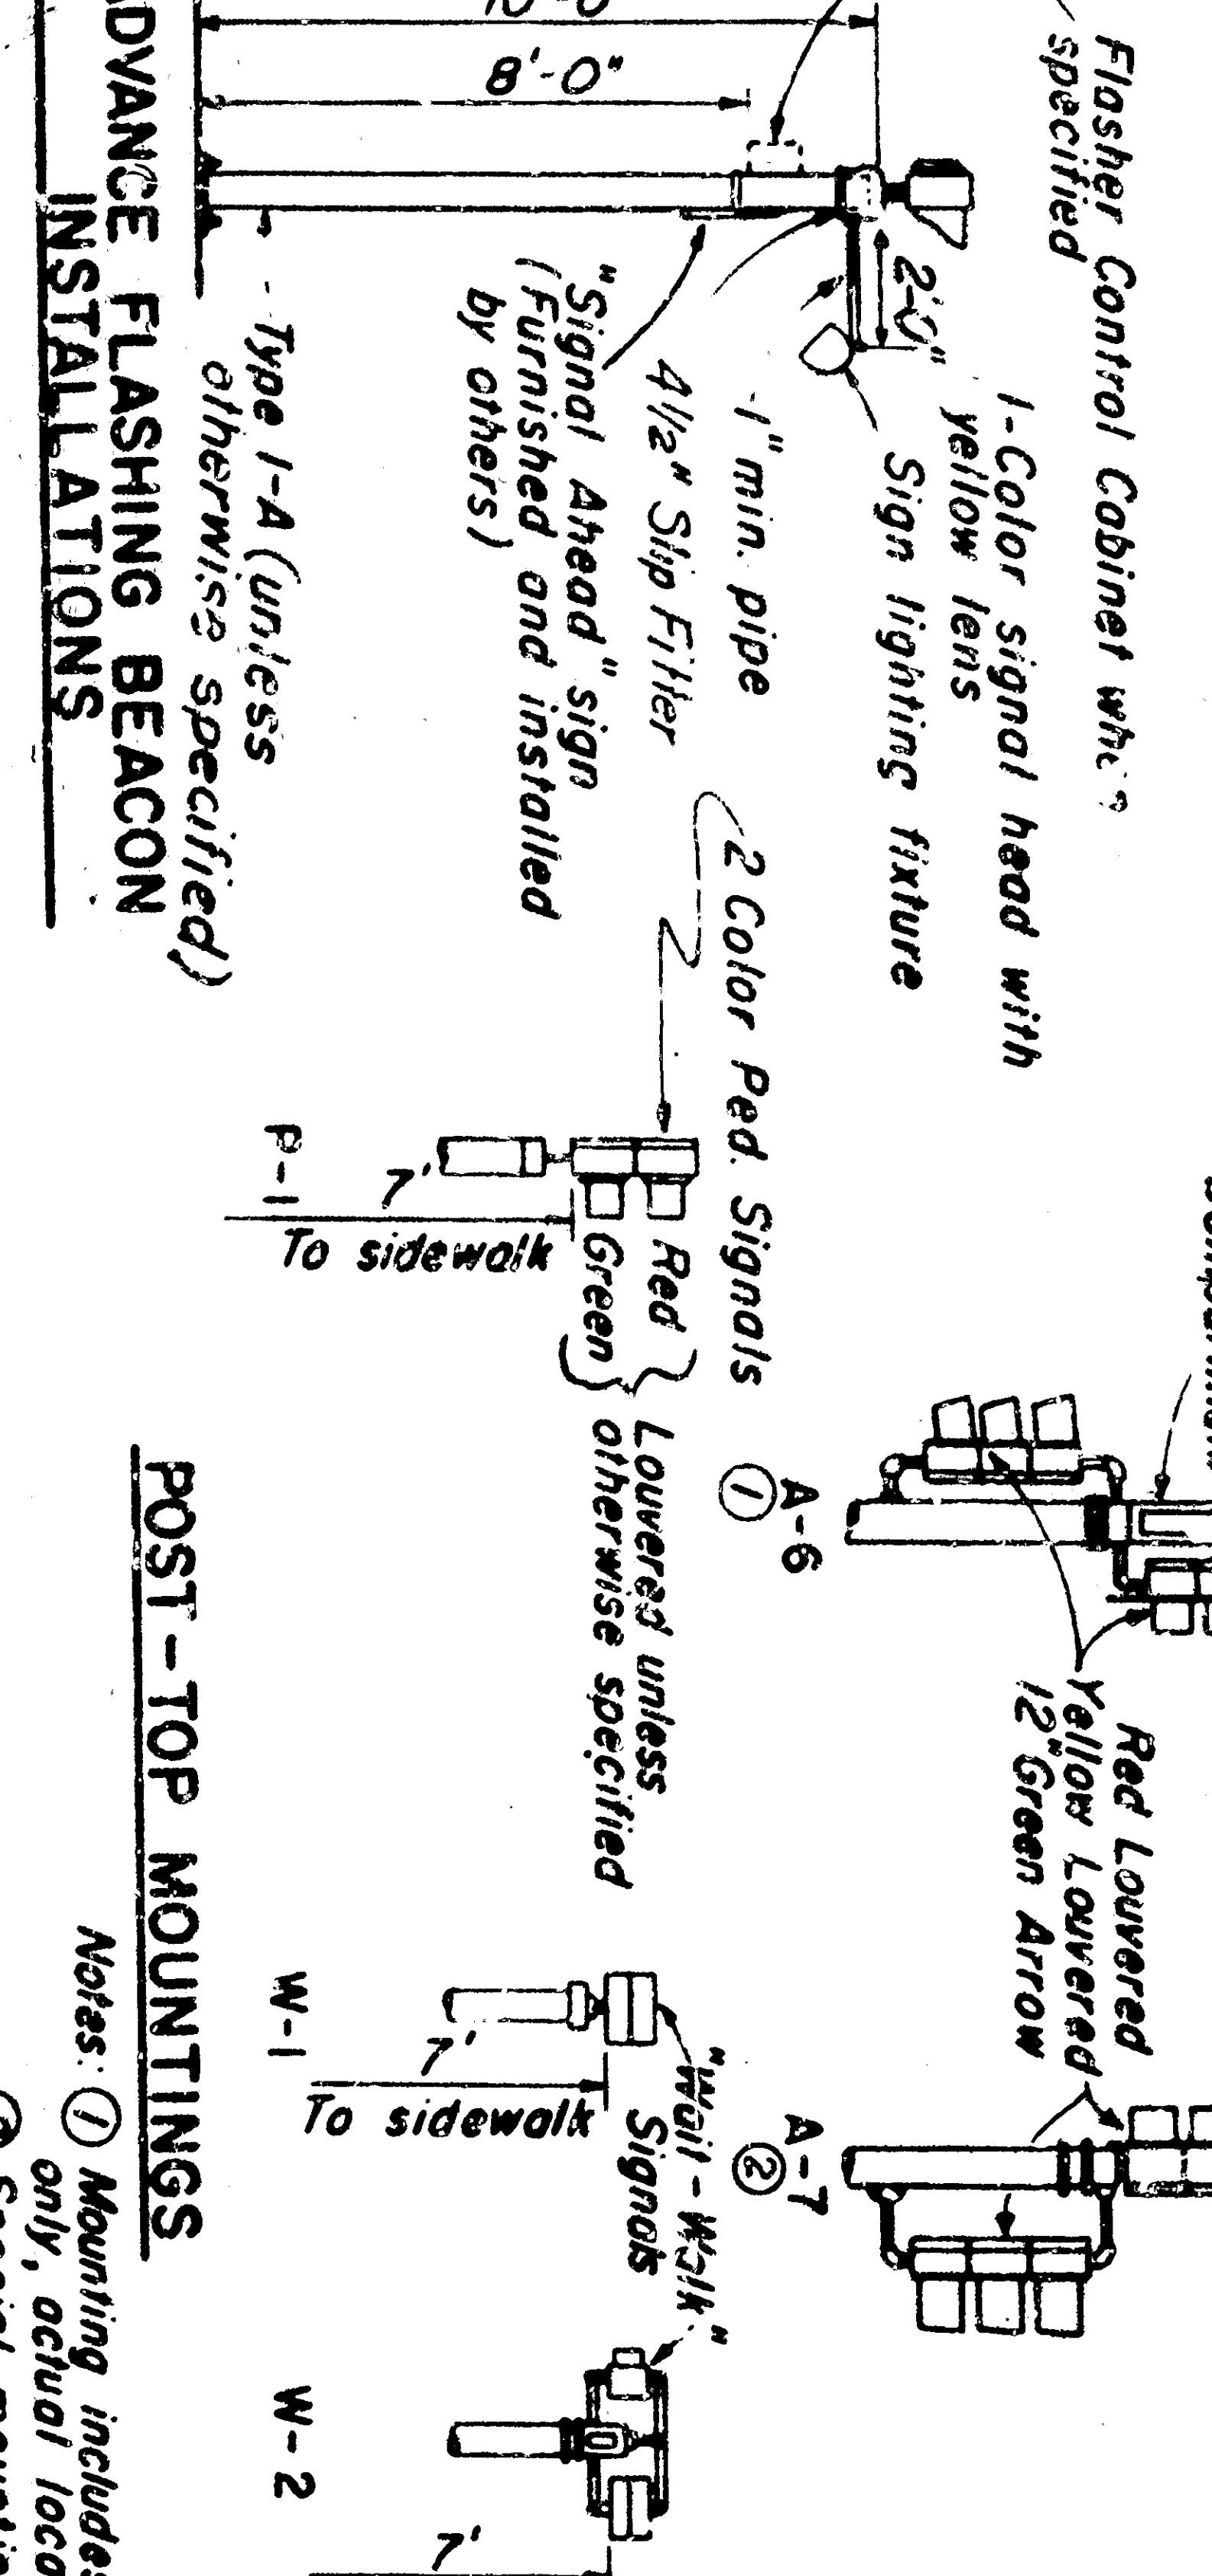 Flasher Control Cabinet
specified
10'-0"
8'-0"
2'-0"
1-Color signal head with
yellow lens
Sign lighting fixture
1" min. pipe
4 1/2" Slip Fitter
"Signal Ahead" sign
(Furnished and installed
by others)
Type 1-A (unless
otherwise specified)
ADVANCE FLASHING BEACON
INSTALLATIONS
Red Louvered
Yellow Louvered
12" Green Arrow
A-6
1
A-7
2
2 Color Ped. Signals
Red
Green
Louvered unless
otherwise specified
7'
To sidewalk
P-1
"Wait-Walk"
Signals
7'
To sidewalk
W-1
W-2
7'
POST-TOP MOUNTINGS
Notes: 1 Mounting includes
only, actual
Special